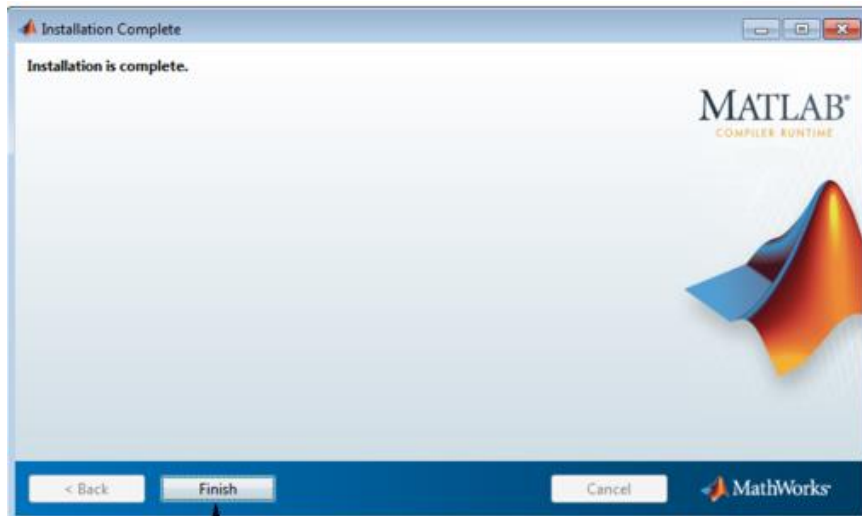 Installation Complete
Installation is complete.
MATLAB®
COMPILER RUNTIME
< Back
Finish
Cancel
MathWorks®